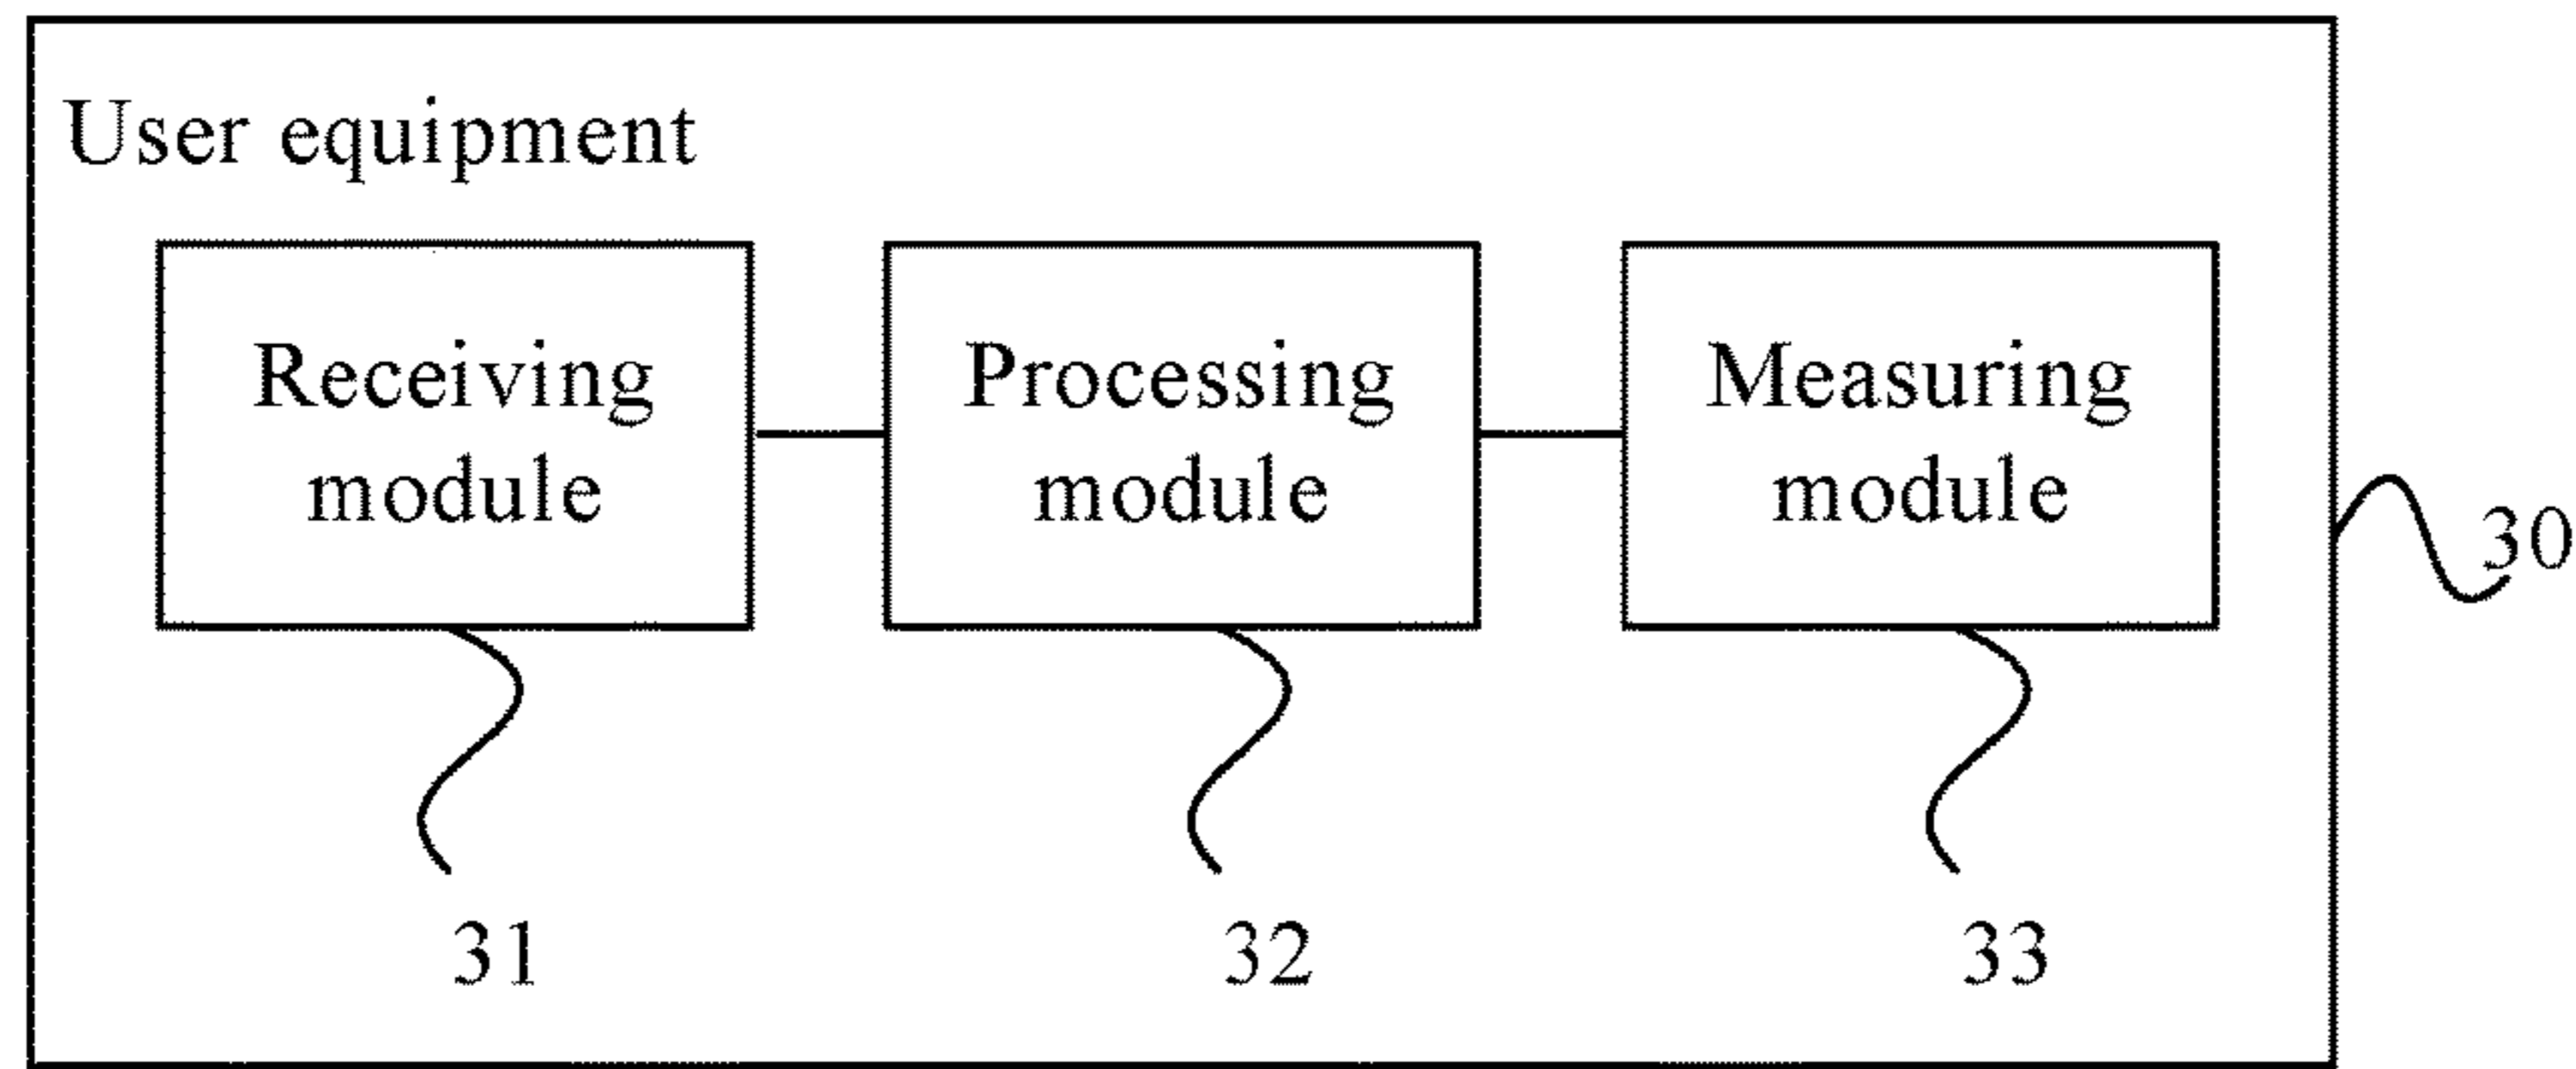 User equipment
Receiving
module
Processing
module
Measuring
module
30
31
32
33